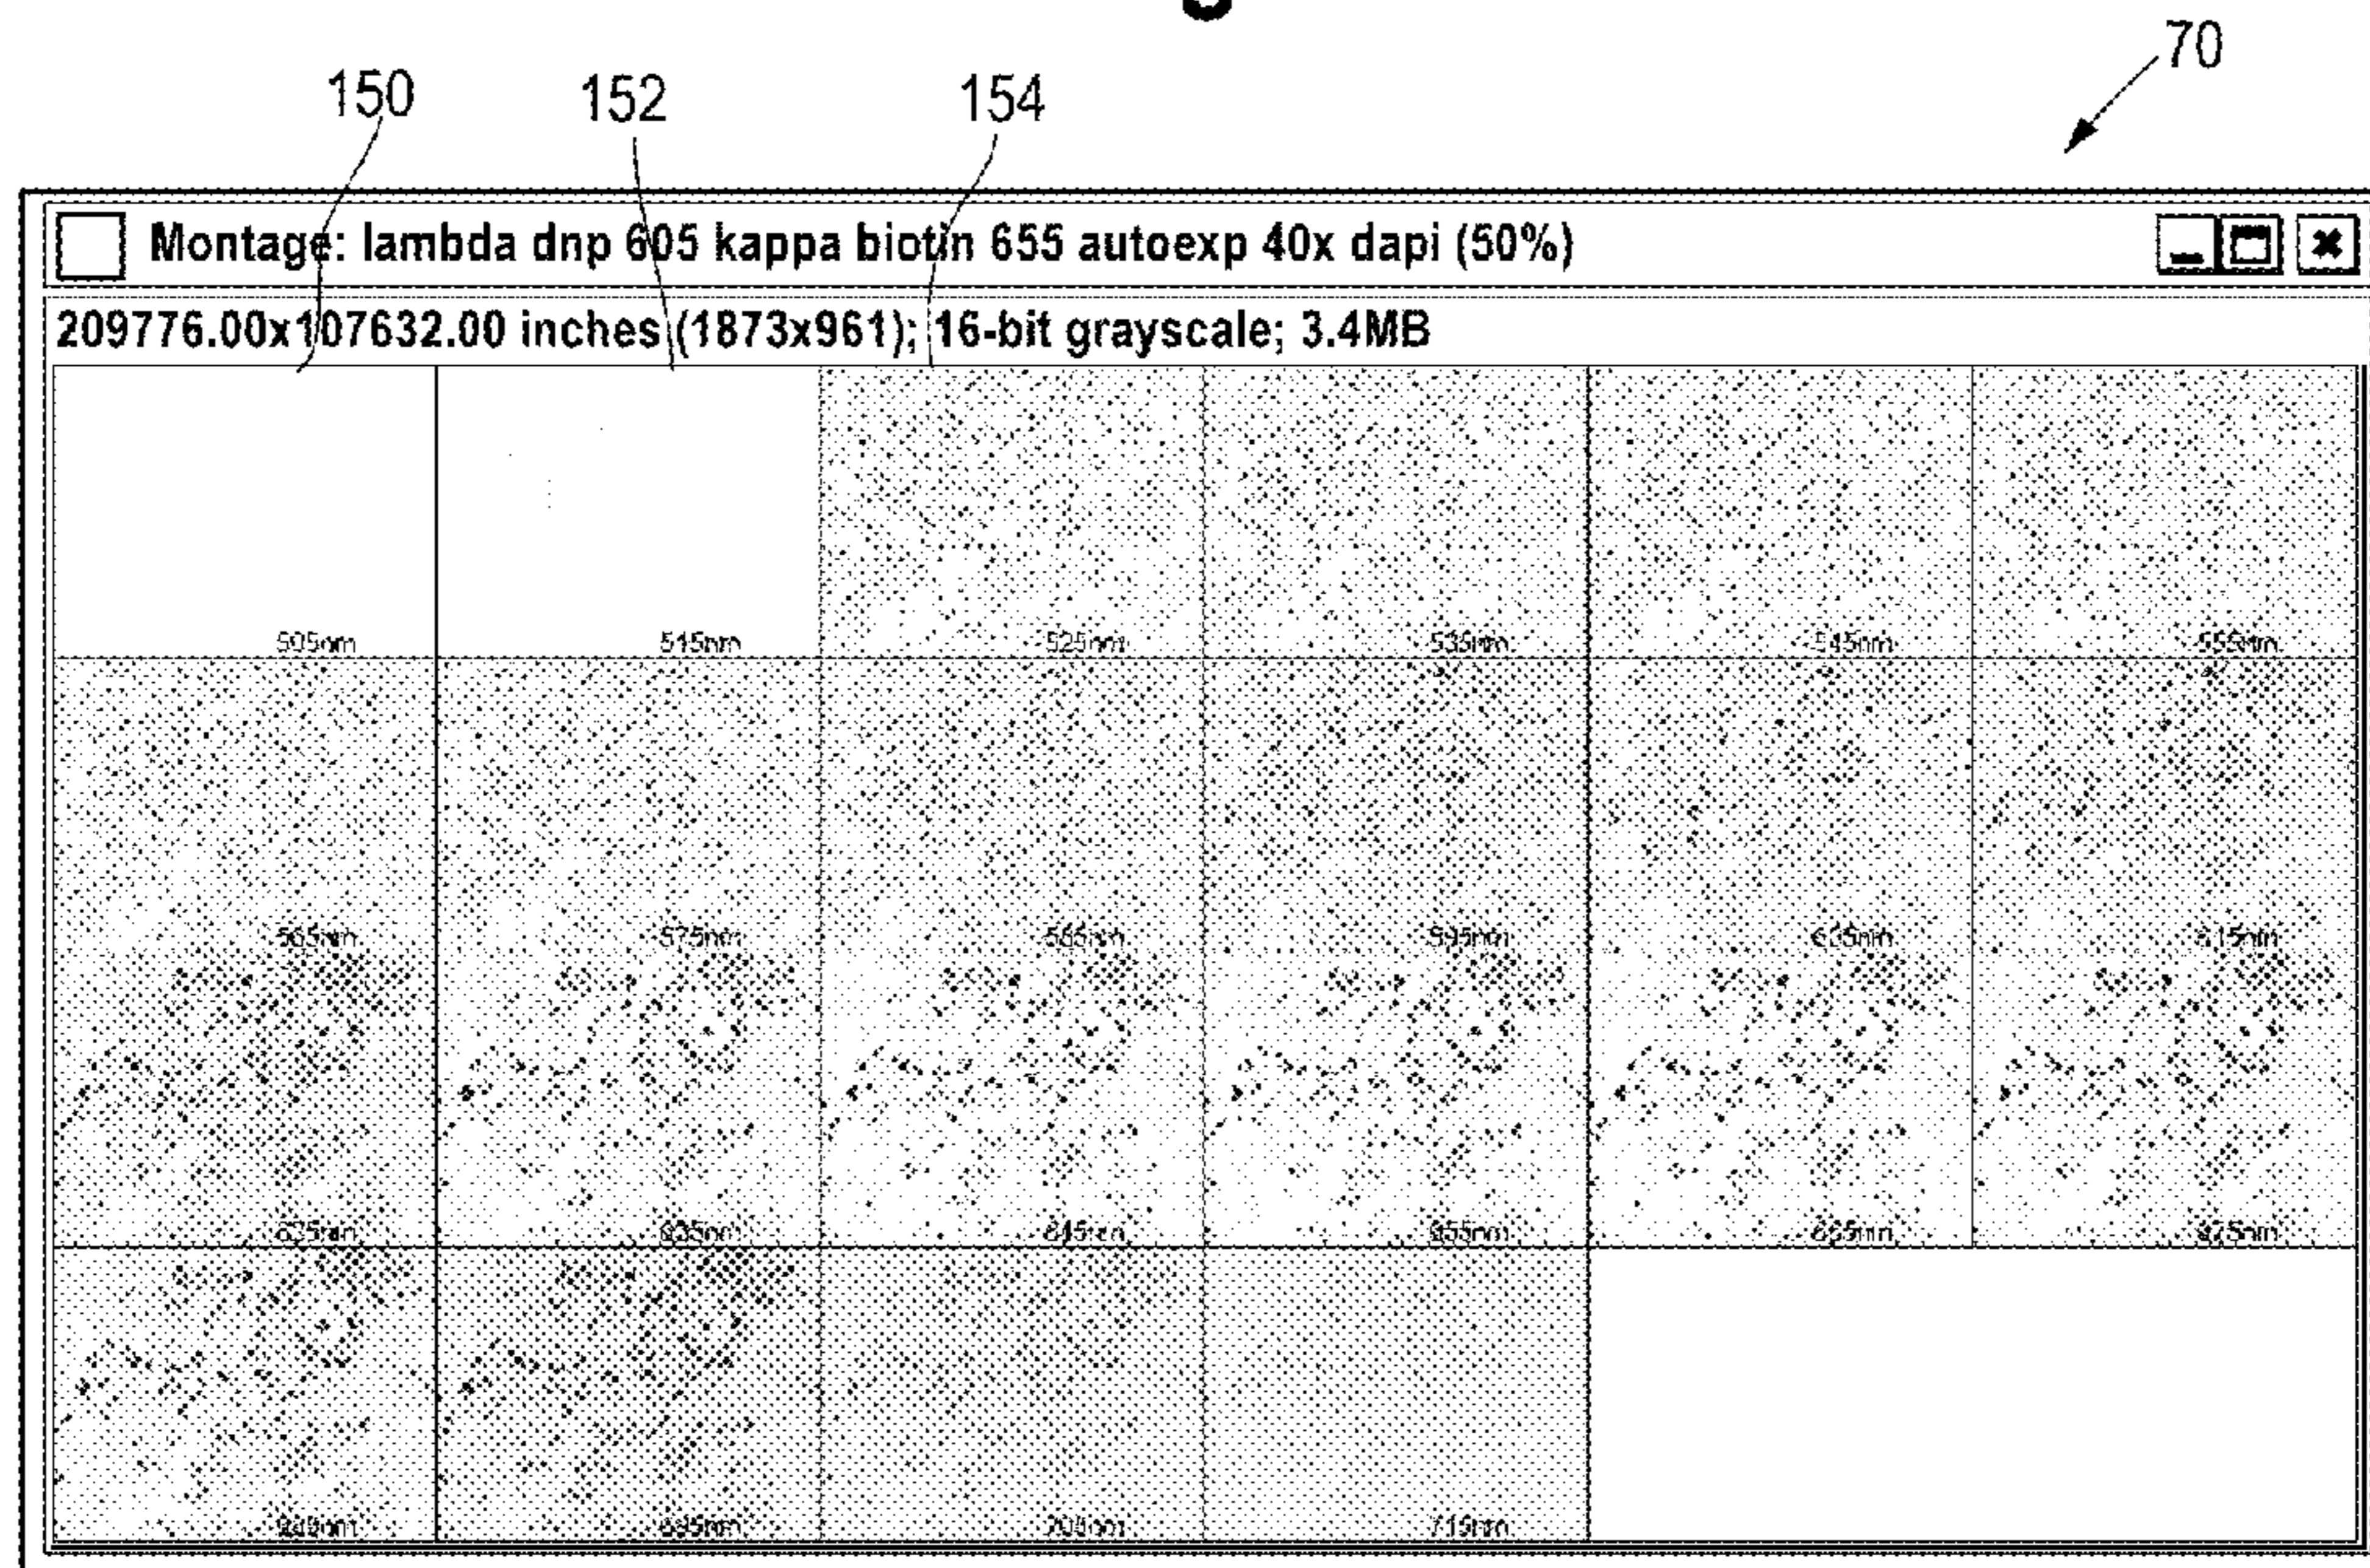 70
150 152 154
Montage: lambda dnp 605 kappa biotin 655 autoexp 40x dapi (50%)
209776.00x107632.00 inches (1873x961); 16-bit grayscale; 3.4MB
505nm 515nm 525nm 535nm 545nm 555nm
565nm 575nm 585nm 595nm 605nm 615nm
625nm 635nm 645nm 655nm 665nm 675nm
685nm 695nm 705nm 715nm